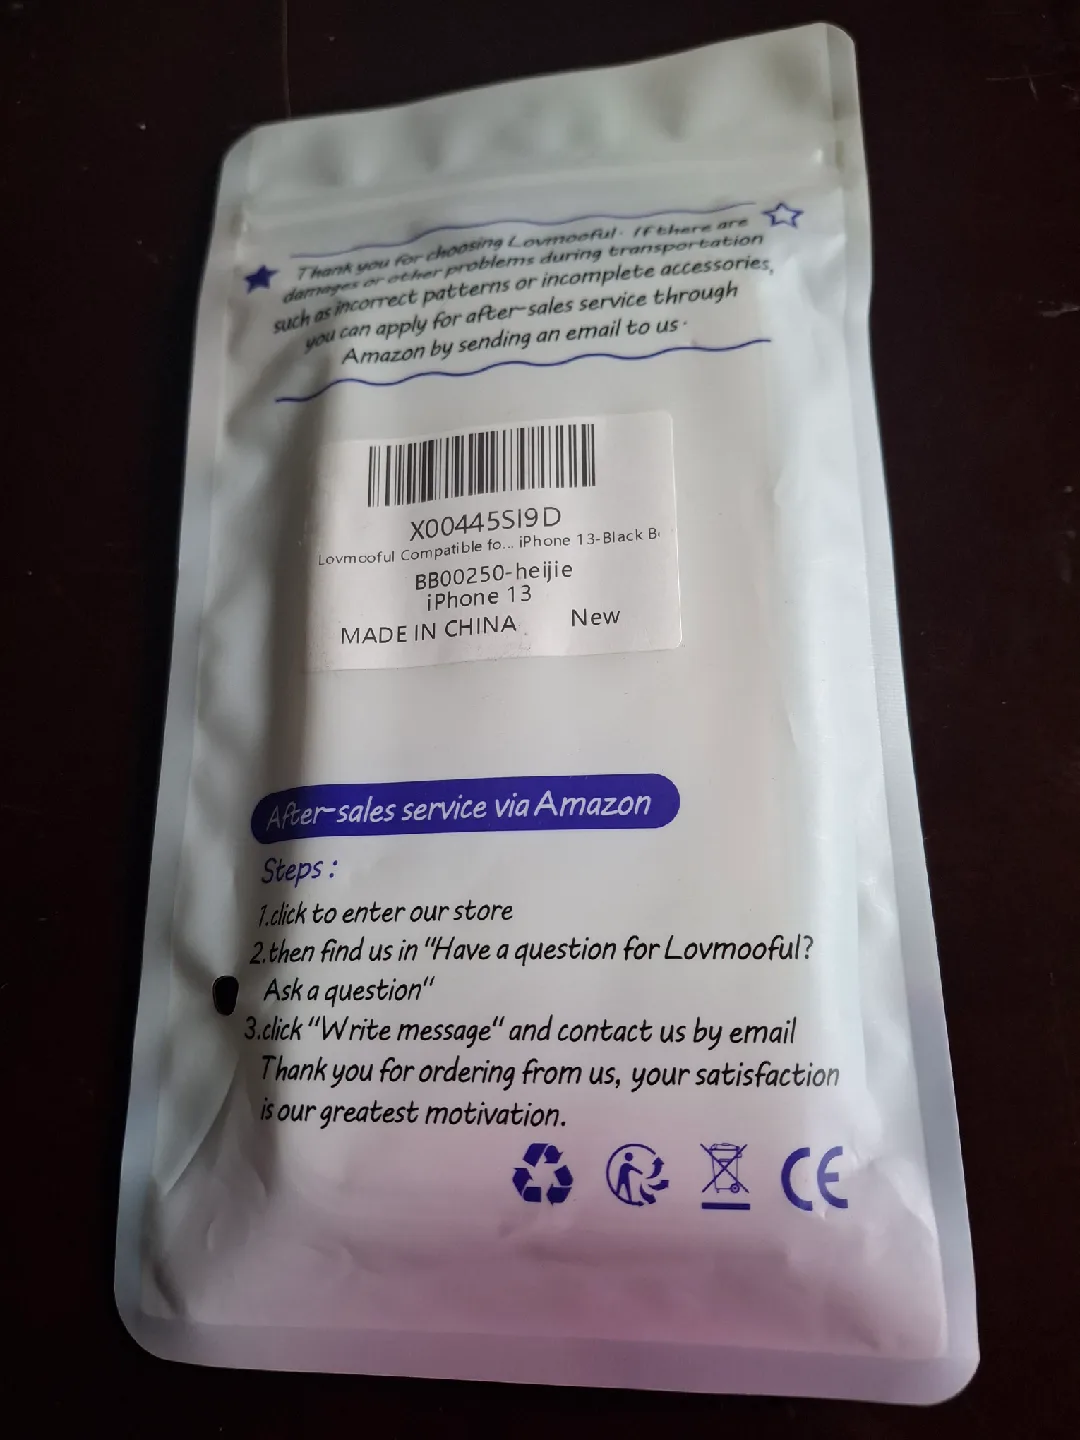 Thank you for choosing Lovmooful. If there are
damages or other problems during transportation
such as incorrect patterns or incomplete accessories,
you can apply for after-sales service through
Amazon by sending an email to us.
X00445SI9D
Lovmooful Compatible fo... iPhone 13-Black B
BB00250-heijie
iPhone 13
MADE IN CHINA New
After-sales service via Amazon
Steps:
1.click to enter our store
2.then find us in "Have a question for Lovmooful?
Ask a question"
3.click "Write message" and contact us by email
Thank you for ordering from us, your satisfaction
is our greatest motivation.
CE